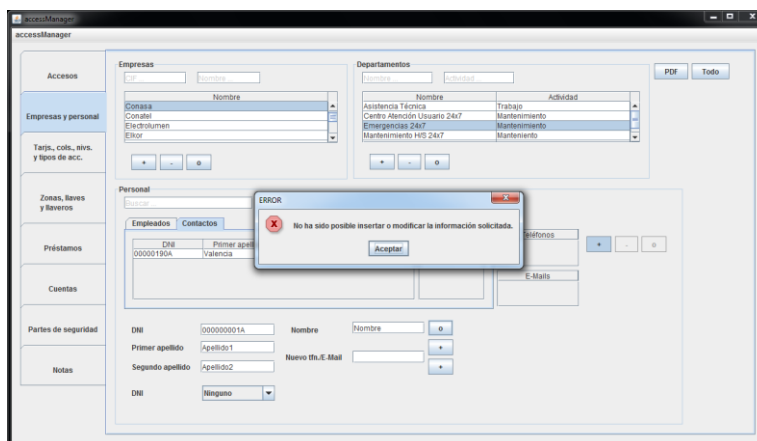 accessManager
accessManager
Accesos
Empresas y personal
Tarjs., cols., nivs.
y tipos de acc.
Zonas, llaves
y llaveros
Préstamos
Cuentas
Partes de seguridad
Notas
Empresas
CIF ...
Nombre ...
Nombre
Conasa
Conatel
Electrolumen
Elkor
+ - o
Departamentos
Nombre ...
Actividad ...
Nombre Actividad
Asistencia Técnica Trabajo
Centro Atención Usuario 24x7 Mantenimiento
Emergencias 24x7 Mantenimiento
Mantenimiento H/S 24x7 Mantenimiento
+ - o
PDF Todo
Personal
Buscar ...
Empleados Contactos
DNI Primer apell
00000190A Valencia
Teléfonos
E-Mails
+ - o
ERROR
No ha sido posible insertar o modificar la información solicitada.
Aceptar
DNI 000000001A Nombre Nombre o
Primer apellido Apellido1
Nuevo tfn./E-Mail
+
Segundo apellido Apellido2
+
DNI Ninguno